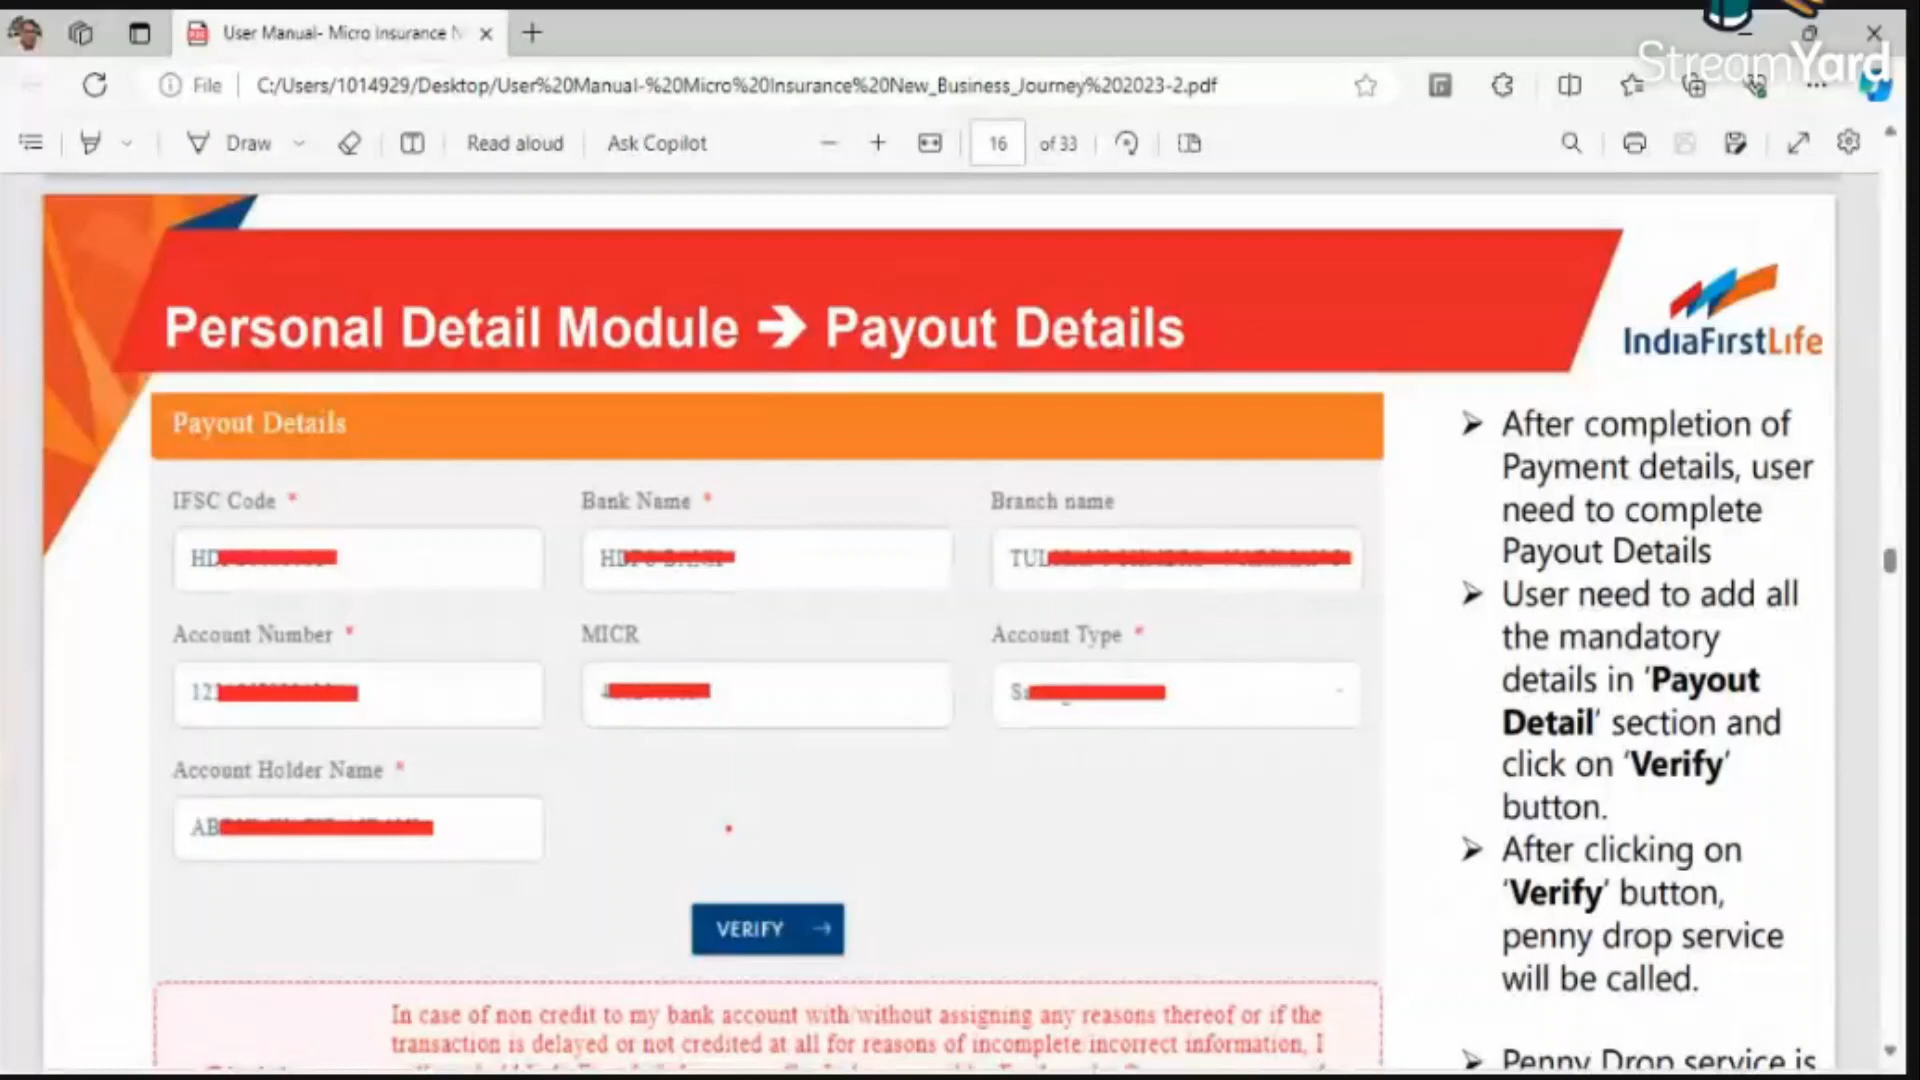 StreamYard
User Manual- Micro Insurance N
File
C:/Users/1014929/Desktop/User%20Manual-%20Micro%20Insurance%20New_Business_Journey%202023-2.pdf
Draw
Read aloud
Ask Copilot
16
of 33
Personal Detail Module ➔ Payout Details
IndiaFirstLife
Payout Details
IFSC Code *
Bank Name *
Branch name
HD
HD
TUL
Account Number *
MICR
Account Type *
12
Sa
Account Holder Name *
AB
VERIFY →
In case of non credit to my bank account with/without assigning any reasons thereof or if the
transaction is delayed or not credited at all for reasons of incomplete incorrect information, I
➢ After completion of
Payment details, user
need to complete
Payout Details
➢ User need to add all
the mandatory
details in ‘Payout
Detail’ section and
click on ‘Verify’
button.
➢ After clicking on
‘Verify’ button,
penny drop service
will be called.
➢ Penny Drop service is